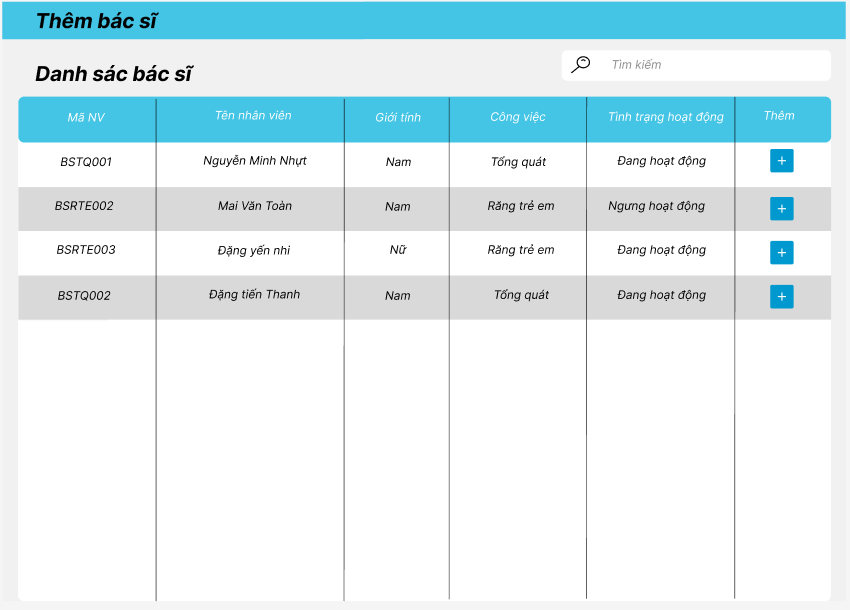 Thêm bác sĩ
Danh sác bác sĩ
Tìm kiếm
Mã NV Tên nhân viên Giới tính Công việc Tình trạng hoạt động Thêm
BSTQ001 Nguyễn Minh Nhựt Nam Tổng quát Đang hoạt động +
BSRTE002 Mai Văn Toàn Nam Răng trẻ em Ngưng hoạt động +
BSRTE003 Đặng yến nhi Nữ Răng trẻ em Đang hoạt động +
BSTQ002 Đặng tiến Thanh Nam Tổng quát Đang hoạt động +